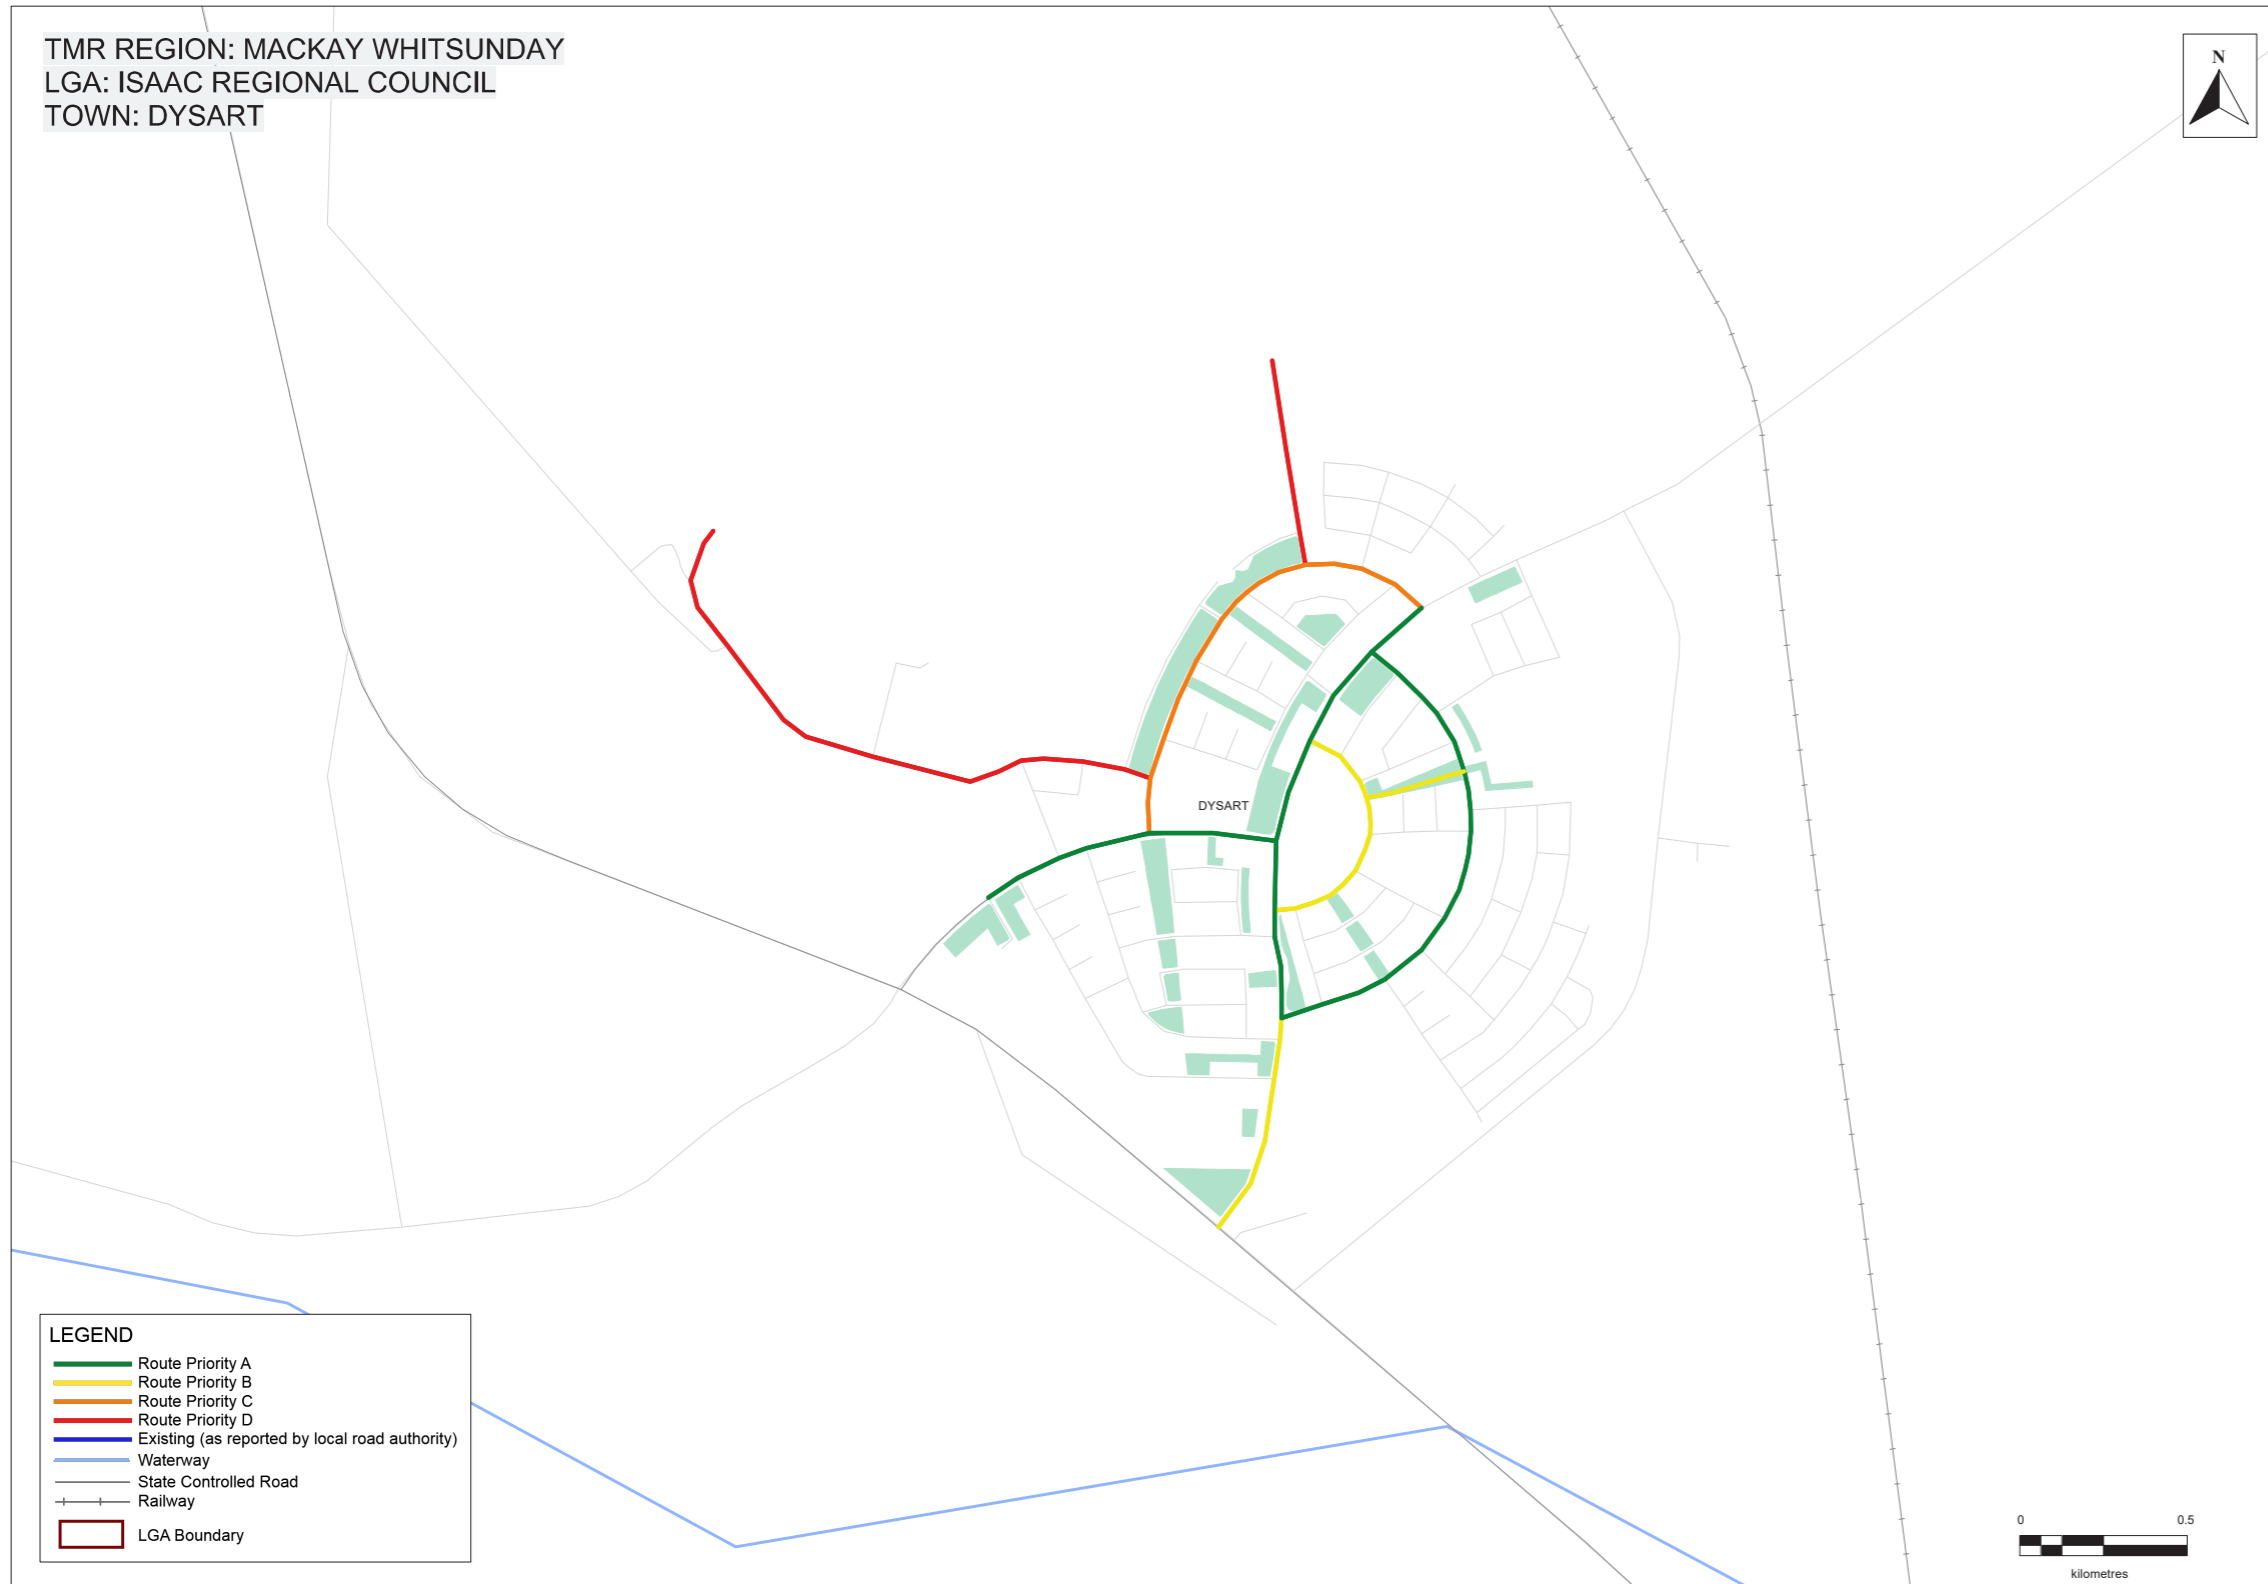 TMR REGION: MACKAY WHITSUNDAY
LGA: ISAAC REGIONAL COUNCIL
TOWN: DYSART
N
DYSART
LEGEND
Route Priority A
Route Priority B
Route Priority C
Route Priority D
Existing (as reported by local road authority)
Waterway
State Controlled Road
Railway
LGA Boundary
0 0.5
kilometres